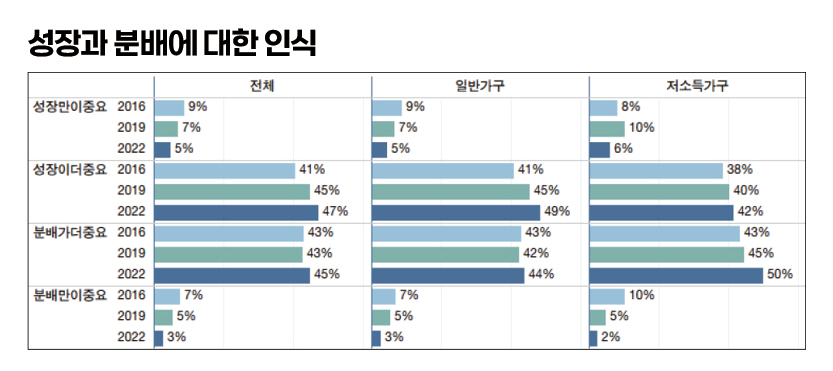 성장과 분배에 대한 인식
전체 일반가구 저소득가구
성장만이중요 2016 9% 9% 8%
2019 7% 7% 10%
2022 5% 5% 6%
성장이더중요 2016 41% 41% 38%
2019 45% 45% 40%
2022 47% 49% 42%
분배가더중요 2016 43% 43% 43%
2019 43% 42% 45%
2022 45% 44% 50%
분배만이중요 2016 7% 7% 10%
2019 5% 5% 5%
2022 3% 3% 2%